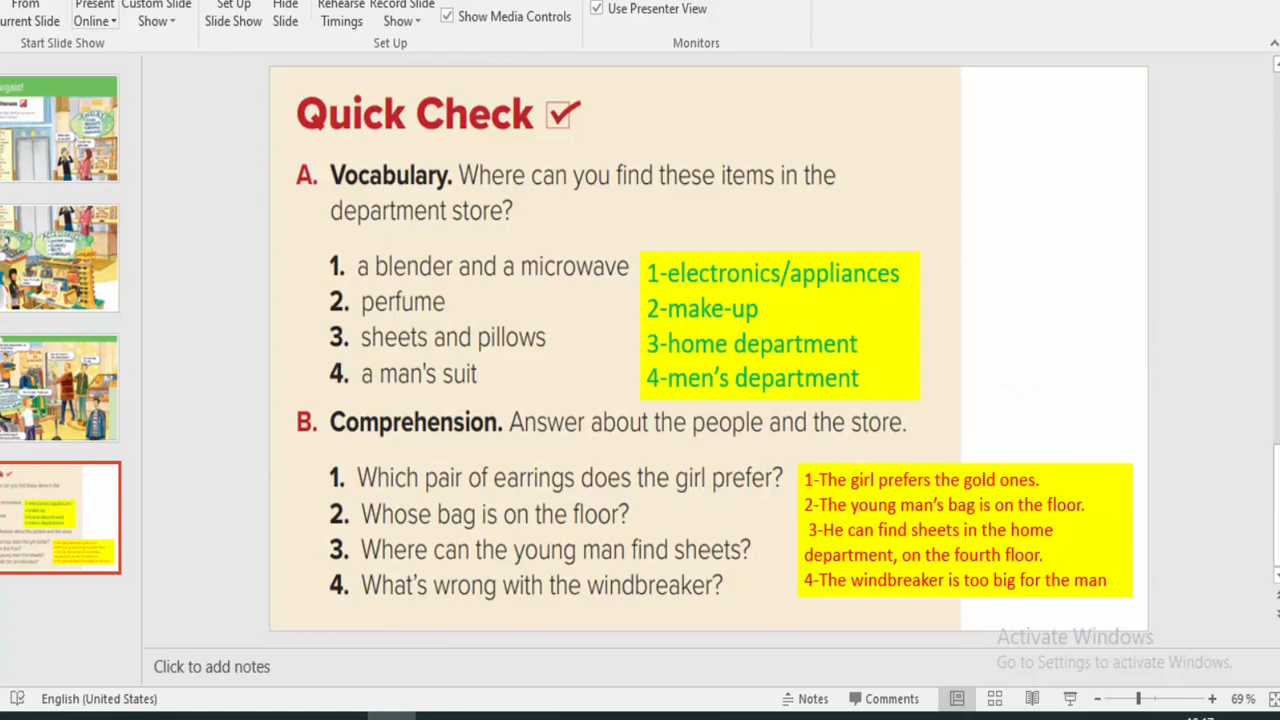 From
Present
Custom Slide
Set Up
Hide
Rehearse
Record Slide
Current Slide
Online
Show
Slide Show
Slide
Timings
Show
Show Media Controls
Use Presenter View
Start Slide Show
Set Up
Monitors
Quick Check
A. Vocabulary. Where can you find these items in the
department store?
1. a blender and a microwave
2. perfume
3. sheets and pillows
4. a man's suit
1-electronics/appliances
2-make-up
3-home department
4-men's department
B. Comprehension. Answer about the people and the store.
1. Which pair of earrings does the girl prefer?
2. Whose bag is on the floor?
3. Where can the young man find sheets?
4. What's wrong with the windbreaker?
1-The girl prefers the gold ones.
2-The young man's bag is on the floor.
3-He can find sheets in the home
department, on the fourth floor.
4-The windbreaker is too big for the man
Activate Windows
Go to Settings to activate Windows.
Click to add notes
English (United States)
Notes
Comments
69 %